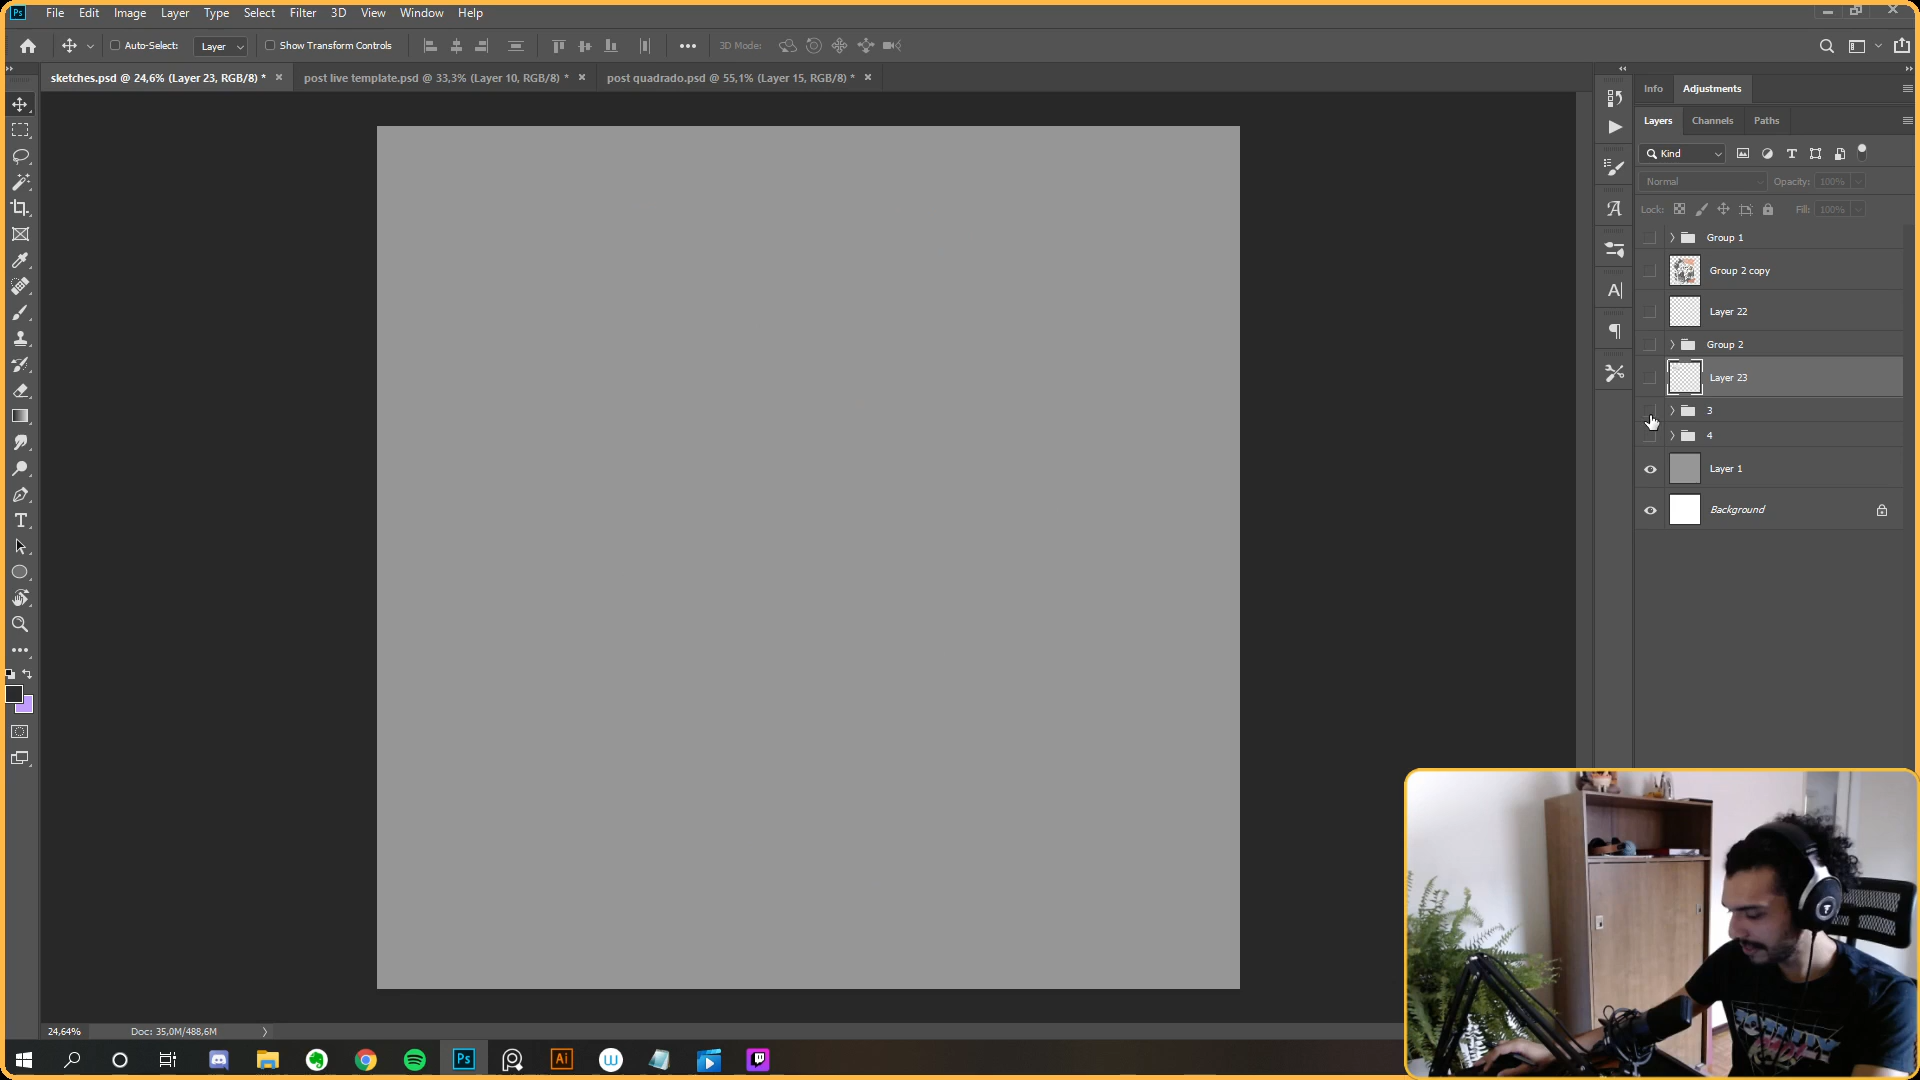 Ps File Edit Image Layer Type Select Filter 3D View Window Help
Auto-Select: Layer Show Transform Controls 3D Mode:
sketches.psd @ 24,6% (Layer 23, RGB/8) * post live template.psd @ 33,3% (Layer 10, RGB/8) * post quadrado.psd @ 55,1% (Layer 15, RGB/8) *
Info Adjustments
Layers Channels Paths
Kind
Normal Opacity: 100%
Lock: Fill: 100%
Group 1
Group 2 copy
Layer 22
Group 2
Layer 23
3
4
Layer 1
Background
24,64% Doc: 35,0M/488,6M
Ps Ai W